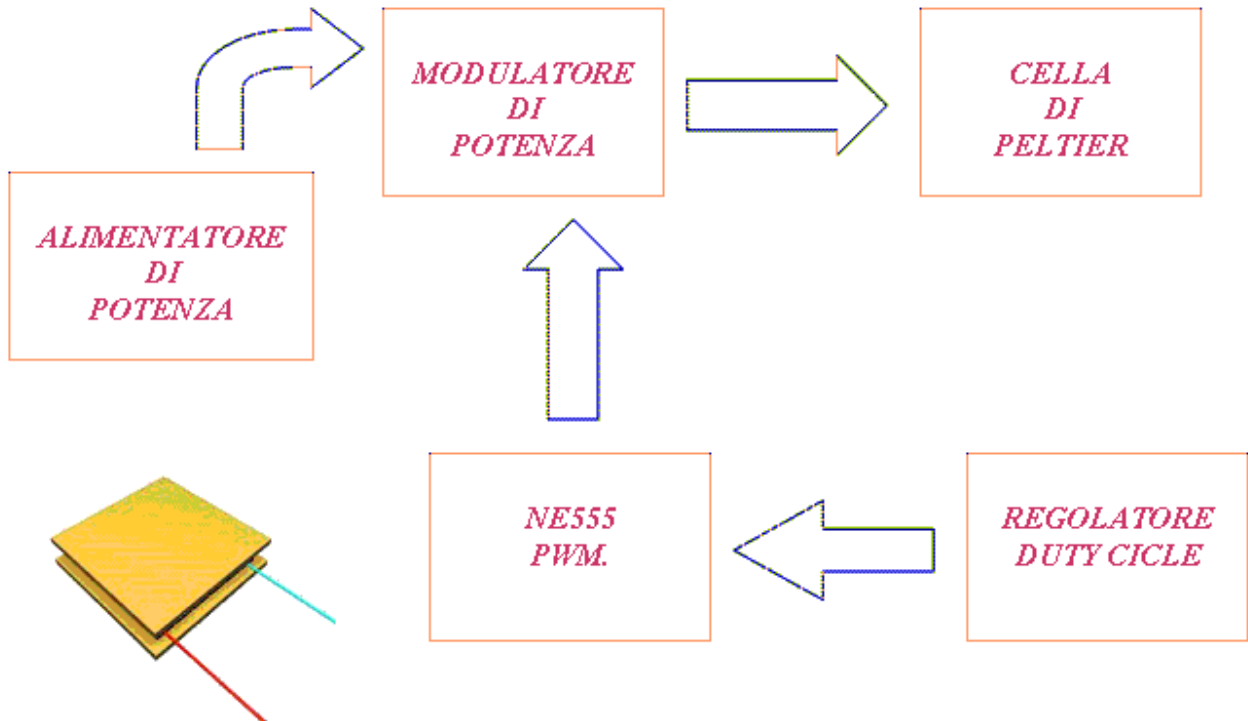 MODULATORE
DI
POTENZA
CELLA
DI
PELTIER
ALIMENTATORE
DI
POTENZA
NE555
PWM.
REGOLATORE
DUTY CICLE